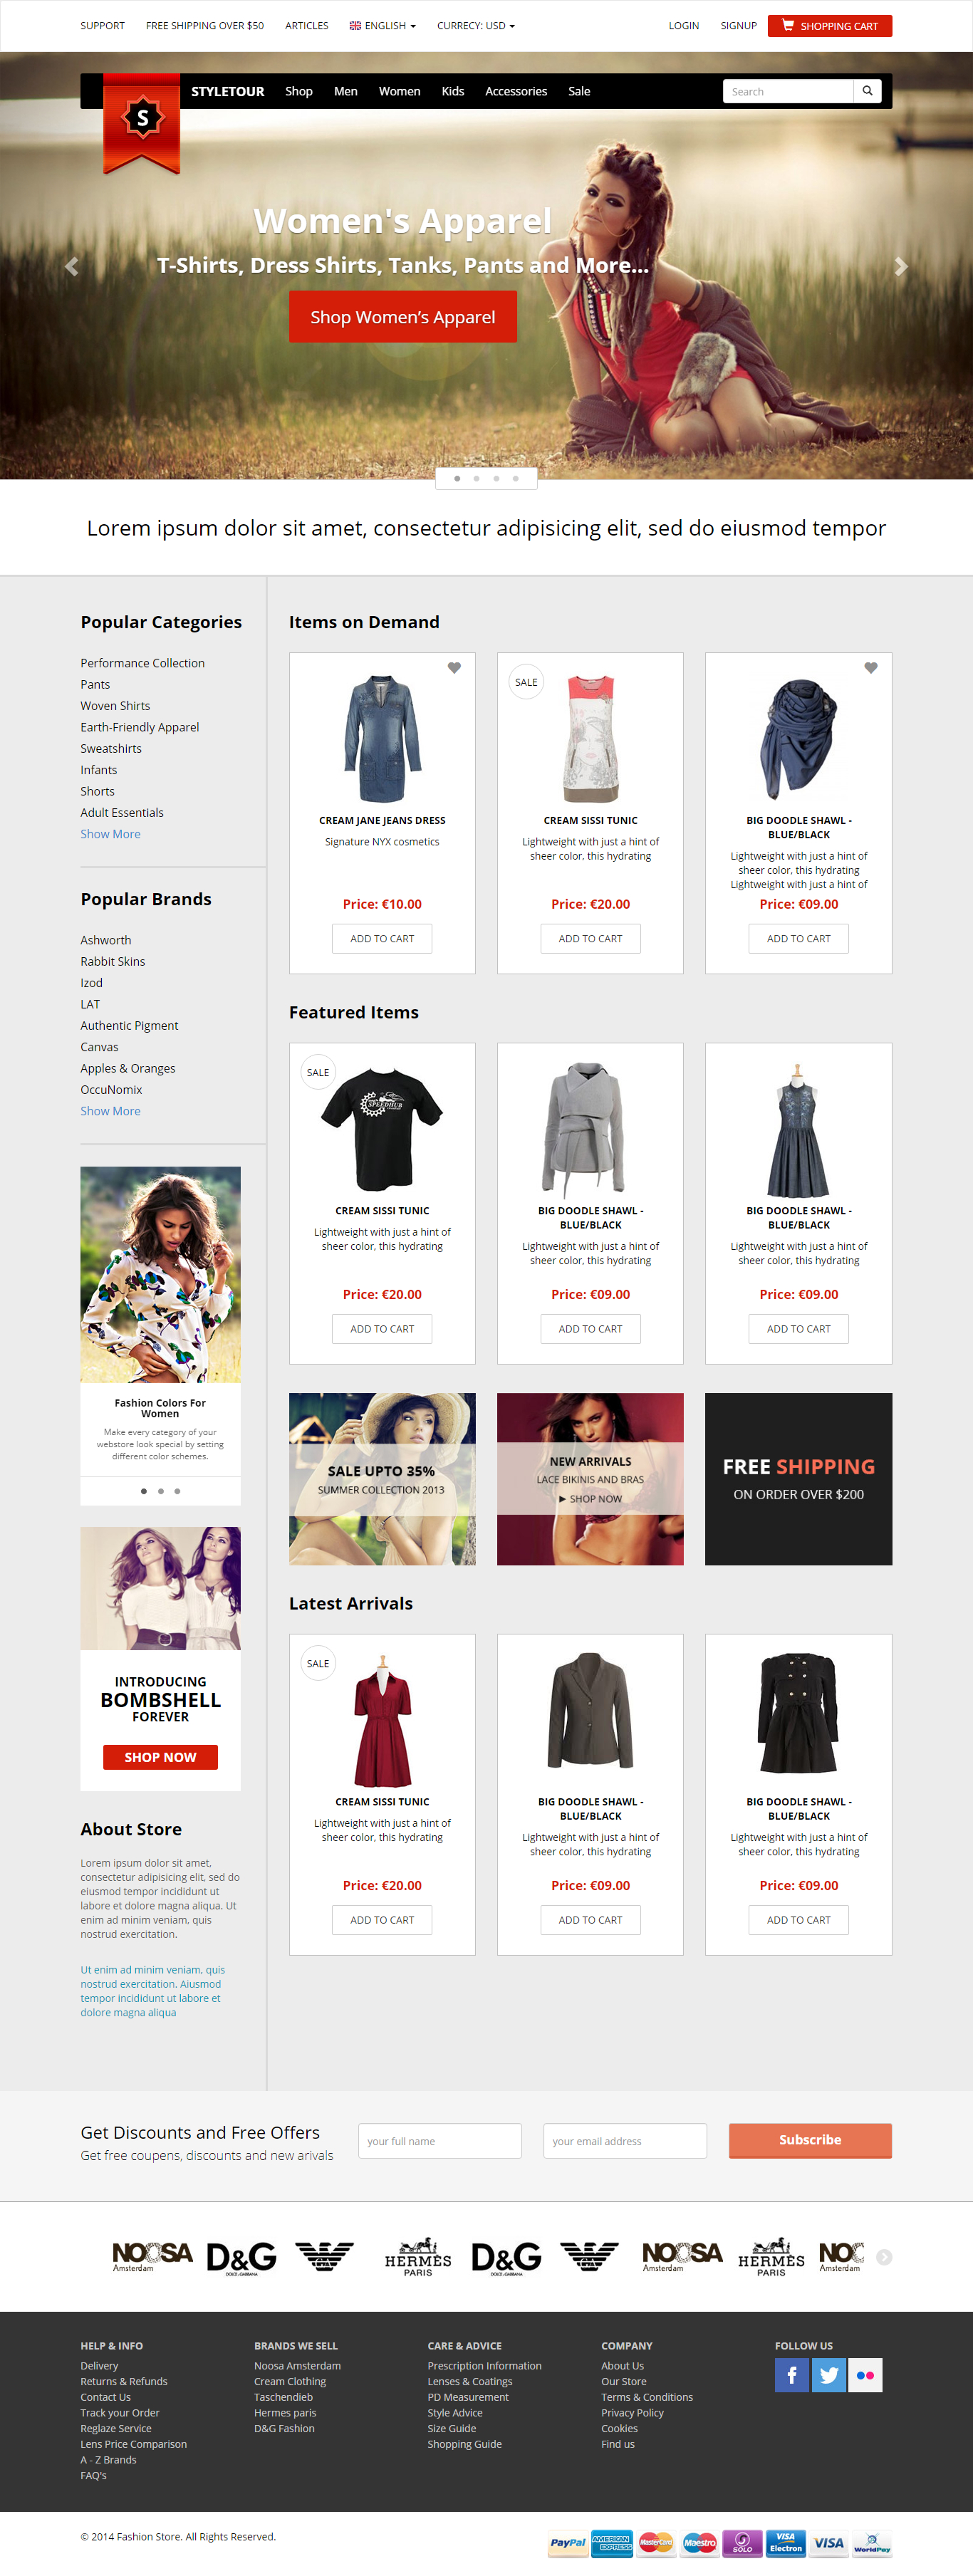 SUPPORT FREE SHIPPING OVER $50 ARTICLES ENGLISH CURRECY: USD LOGIN SIGNUP SHOPPING CART
S STYLETOUR Shop Men Women Kids Accessories Sale Search
Women's Apparel
T-Shirts, Dress Shirts, Tanks, Pants and More...
Shop Women's Apparel
Lorem ipsum dolor sit amet, consectetur adipisicing elit, sed do eiusmod tempor
Popular Categories
Performance Collection
Pants
Woven Shirts
Earth-Friendly Apparel
Sweatshirts
Infants
Shorts
Adult Essentials
Show More
Popular Brands
Ashworth
Rabbit Skins
Izod
LAT
Authentic Pigment
Canvas
Apples & Oranges
OccuNomix
Show More
Fashion Colors For
Women
Make every category of your
webstore look special by setting
different color schemes.
INTRODUCING
BOMBSHELL
FOREVER
SHOP NOW
About Store
Lorem ipsum dolor sit amet,
consectetur adipisicing elit, sed do
eiusmod tempor incididunt ut
labore et dolore magna aliqua. Ut
enim ad minim veniam, quis
nostrud exercitation.
Ut enim ad minim veniam, quis
nostrud exercitation. Aiusmod
tempor incididunt ut labore et
dolore magna aliqua
Items on Demand
CREAM JANE JEANS DRESS
Signature NYX cosmetics
Price: €10.00
ADD TO CART
SALE
CREAM SISSI TUNIC
Lightweight with just a hint of
sheer color, this hydrating
Price: €20.00
ADD TO CART
BIG DOODLE SHAWL -
BLUE/BLACK
Lightweight with just a hint of
sheer color, this hydrating
Lightweight with just a hint of
Price: €09.00
ADD TO CART
Featured Items
SALE
SPEEDHUB
CREAM SISSI TUNIC
Lightweight with just a hint of
sheer color, this hydrating
Price: €20.00
ADD TO CART
BIG DOODLE SHAWL -
BLUE/BLACK
Lightweight with just a hint of
sheer color, this hydrating
Price: €09.00
ADD TO CART
BIG DOODLE SHAWL -
BLUE/BLACK
Lightweight with just a hint of
sheer color, this hydrating
Price: €09.00
ADD TO CART
SALE UPTO 35%
SUMMER COLLECTION 2013
NEW ARRIVALS
LACE BIKINIS AND BRAS
SHOP NOW
FREE SHIPPING
ON ORDER OVER $200
Latest Arrivals
SALE
CREAM SISSI TUNIC
Lightweight with just a hint of
sheer color, this hydrating
Price: €20.00
ADD TO CART
BIG DOODLE SHAWL -
BLUE/BLACK
Lightweight with just a hint of
sheer color, this hydrating
Price: €09.00
ADD TO CART
BIG DOODLE SHAWL -
BLUE/BLACK
Lightweight with just a hint of
sheer color, this hydrating
Price: €09.00
ADD TO CART
Get Discounts and Free Offers
Get free coupons, discounts and new arivals
your full name
your email address
Subscribe
NOOSA Amsterdam
D&G DOLCE & GABBANA
HERMÈS PARIS
D&G DOLCE & GABBANA
NOOSA Amsterdam
HERMÈS PARIS
NOO Amsterdam
HELP & INFO
Delivery
Returns & Refunds
Contact Us
Track your Order
Reglaze Service
Lens Price Comparison
A - Z Brands
FAQ's
BRANDS WE SELL
Noosa Amsterdam
Cream Clothing
Taschendieb
Hermes paris
D&G Fashion
CARE & ADVICE
Prescription Information
Lenses & Coatings
PD Measurement
Style Advice
Size Guide
Shopping Guide
COMPANY
About Us
Our Store
Terms & Conditions
Privacy Policy
Cookies
Find us
FOLLOW US
© 2014 Fashion Store. All Rights Reserved.
PayPal AMERICAN EXPRESS MasterCard Maestro SOLO VISA Electron VISA WorldPay